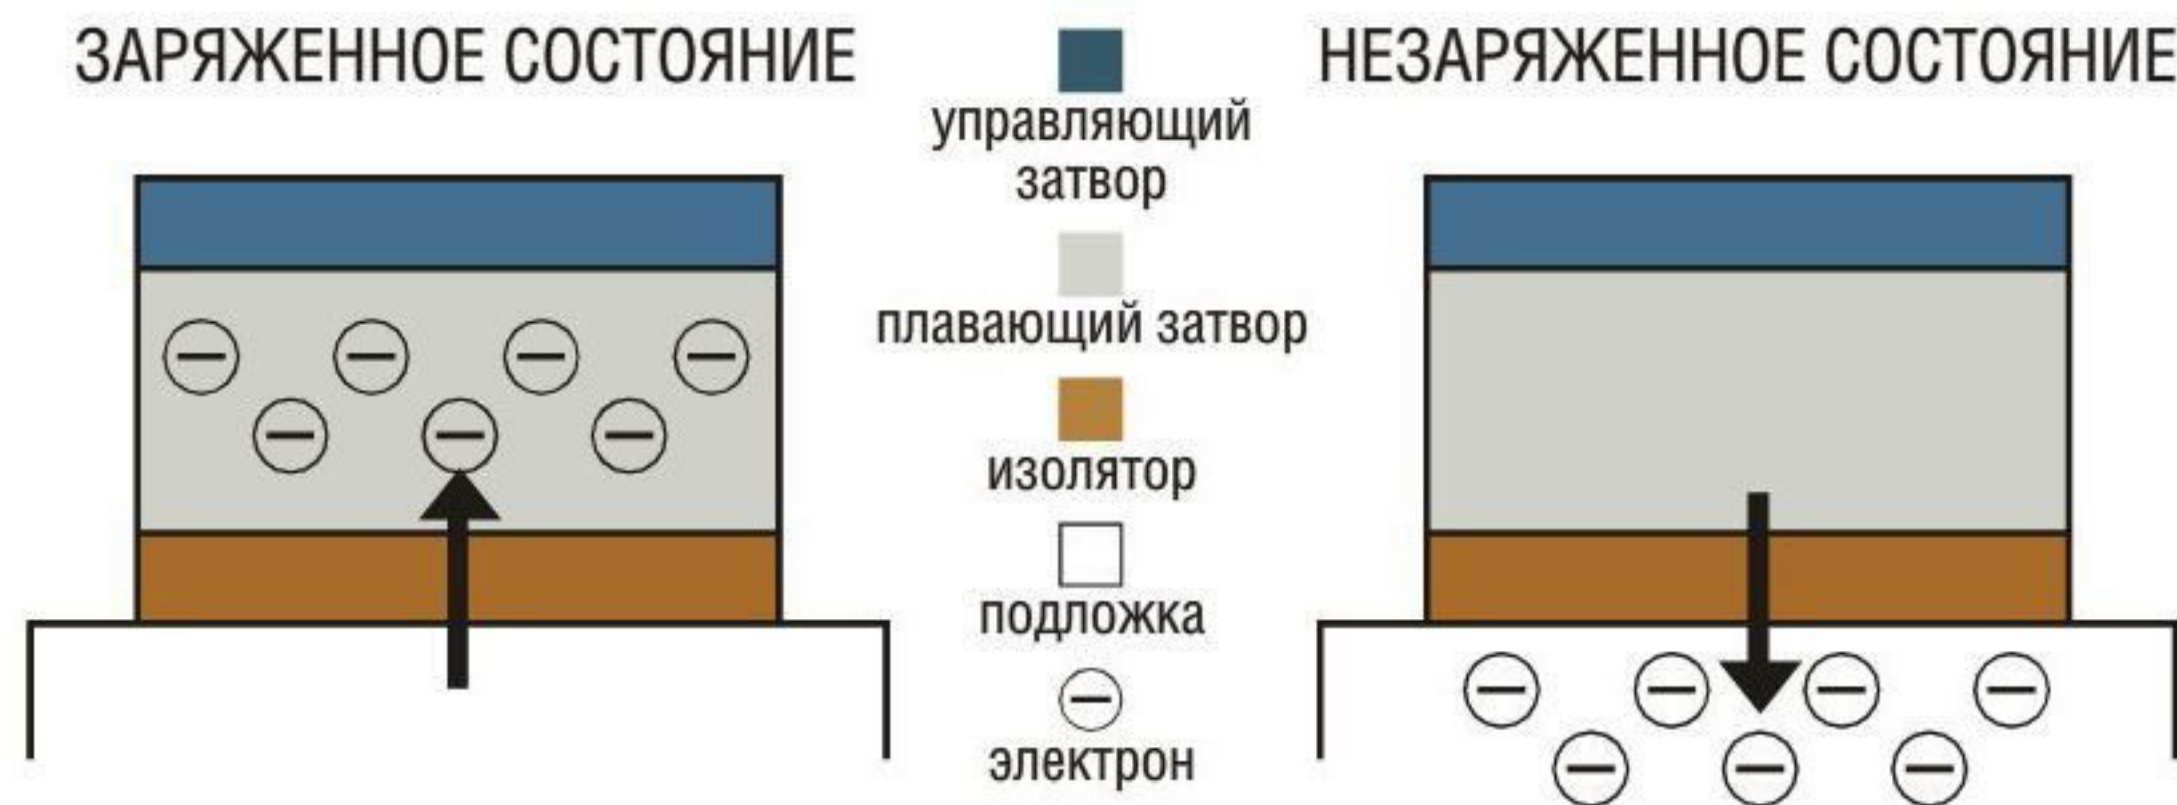 ЗАРЯЖЕННОЕ СОСТОЯНИЕ
НЕЗАРЯЖЕННОЕ СОСТОЯНИЕ
управляющий
затвор
плавающий затвор
изолятор
подложка
электрон